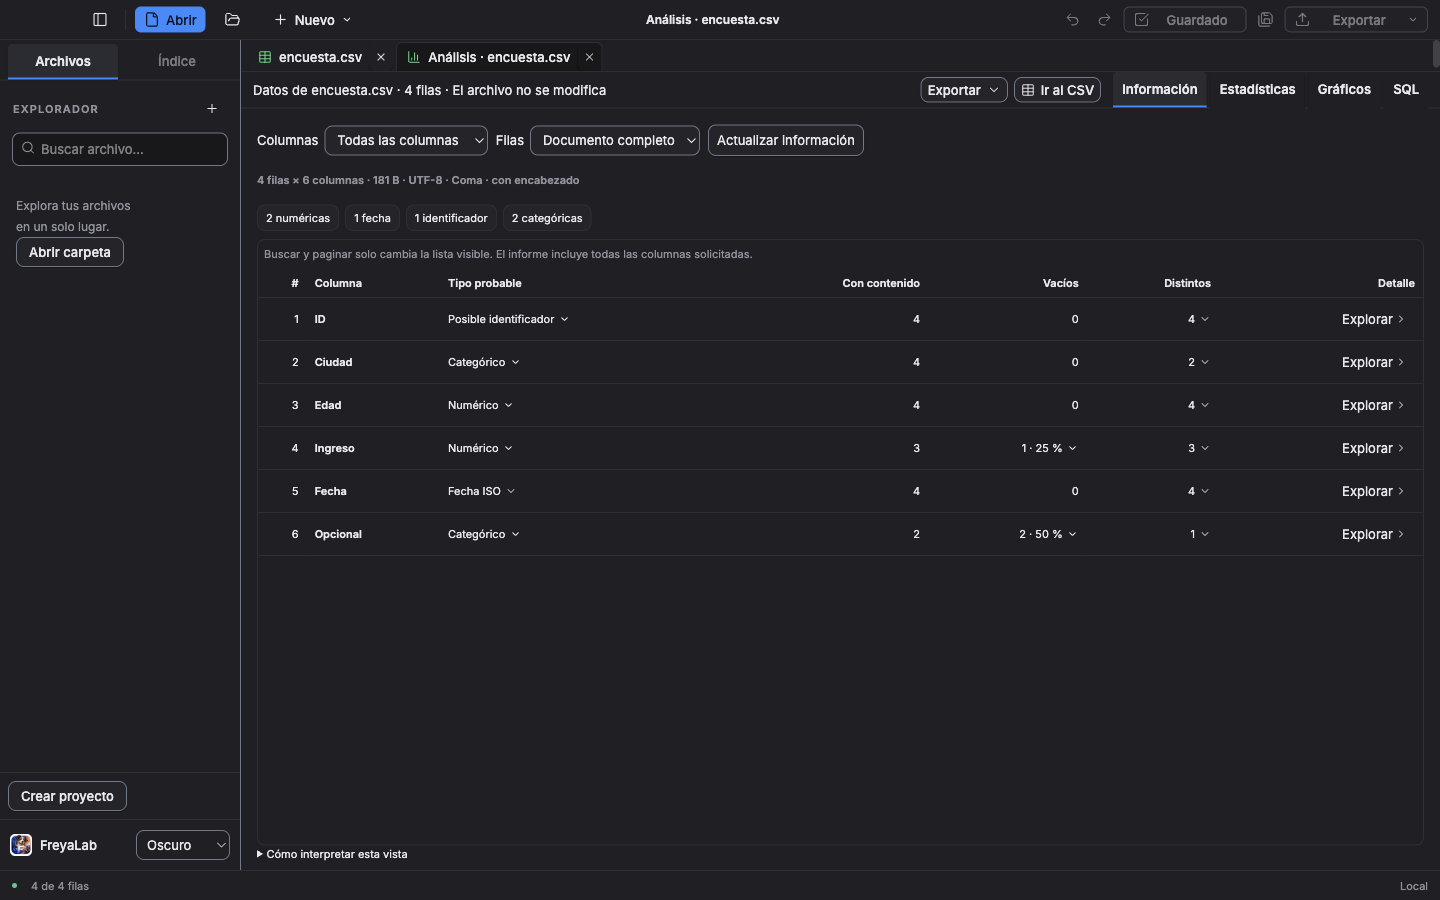 Abrir
Nuevo
Análisis · encuesta.csv
Guardado
Exportar
Archivos
Índice
encuesta.csv
Análisis · encuesta.csv
EXPLORADOR
Buscar archivo...
Explora tus archivos
en un solo lugar.
Abrir carpeta
Datos de encuesta.csv · 4 filas · El archivo no se modifica
Exportar
Ir al CSV
Información
Estadísticas
Gráficos
SQL
Columnas
Todas las columnas
Filas
Documento completo
Actualizar información
4 filas × 6 columnas · 181 B · UTF-8 · Coma · con encabezado
2 numéricas
1 fecha
1 identificador
2 categóricas
Buscar y paginar solo cambia la lista visible. El informe incluye todas las columnas solicitadas.
# Columna Tipo probable Con contenido Vacíos Distintos Detalle
1 ID Posible identificador 4 0 4 Explorar
2 Ciudad Categórico 4 0 2 Explorar
3 Edad Numérico 4 0 4 Explorar
4 Ingreso Numérico 3 1 · 25 % 3 Explorar
5 Fecha Fecha ISO 4 0 4 Explorar
6 Opcional Categórico 2 2 · 50 % 1 Explorar
Cómo interpretar esta vista
Crear proyecto
FreyaLab
Oscuro
4 de 4 filas
Local